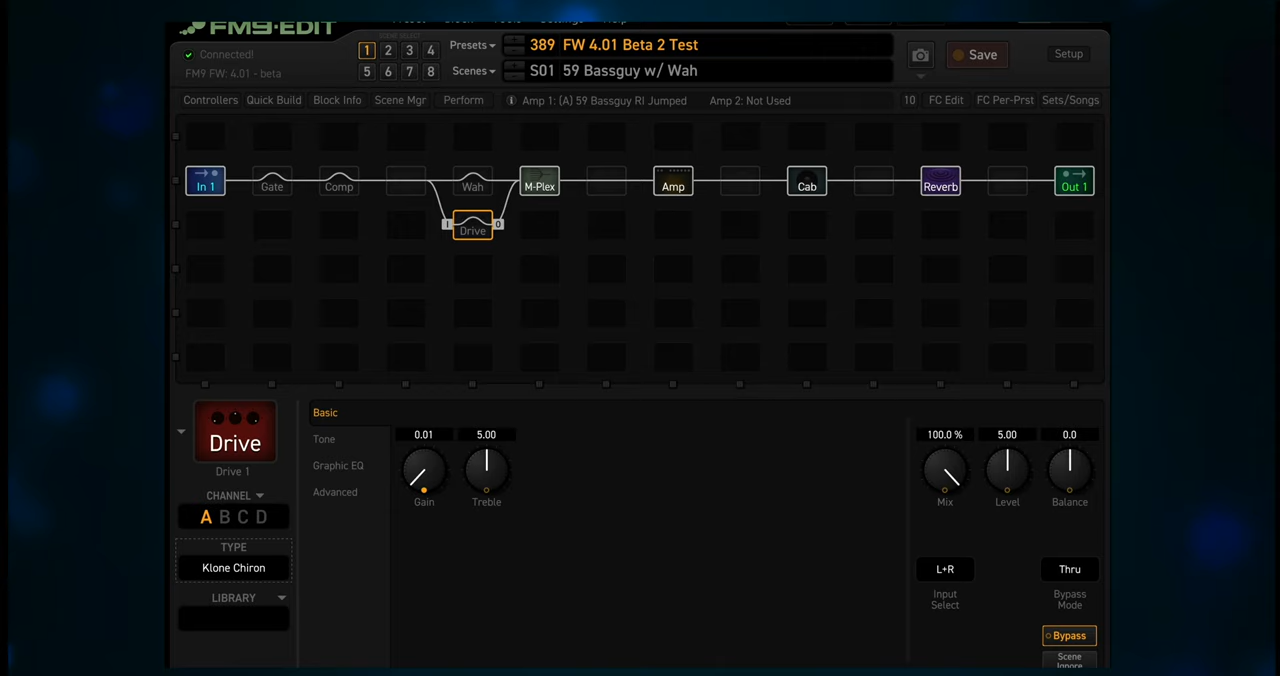 FM9-EDIT
Connected!
FM9 FW: 4.01 - beta
SCENE SELECT
1 2 3 4
5 6 7 8
Presets
389 FW 4.01 Beta 2 Test
Scenes
S01 59 Bassguy w/ Wah
Save
Setup
Controllers Quick Build Block Info Scene Mgr Perform Amp 1: (A) 59 Bassguy RI Jumped Amp 2: Not Used 10 FC Edit FC Per-Prst Sets/Songs
In 1 Gate Comp Wah M-Plex Amp Cab Reverb Out 1
I Drive O
Drive
Drive 1
CHANNEL
A B C D
TYPE
Klone Chiron
LIBRARY
Basic
Tone
Graphic EQ
Advanced
0.01 5.00
Gain Treble
100.0 % 5.00 0.0
Mix Level Balance
L+R
Input
Select
Thru
Bypass
Mode
Bypass
Scene
Ignore